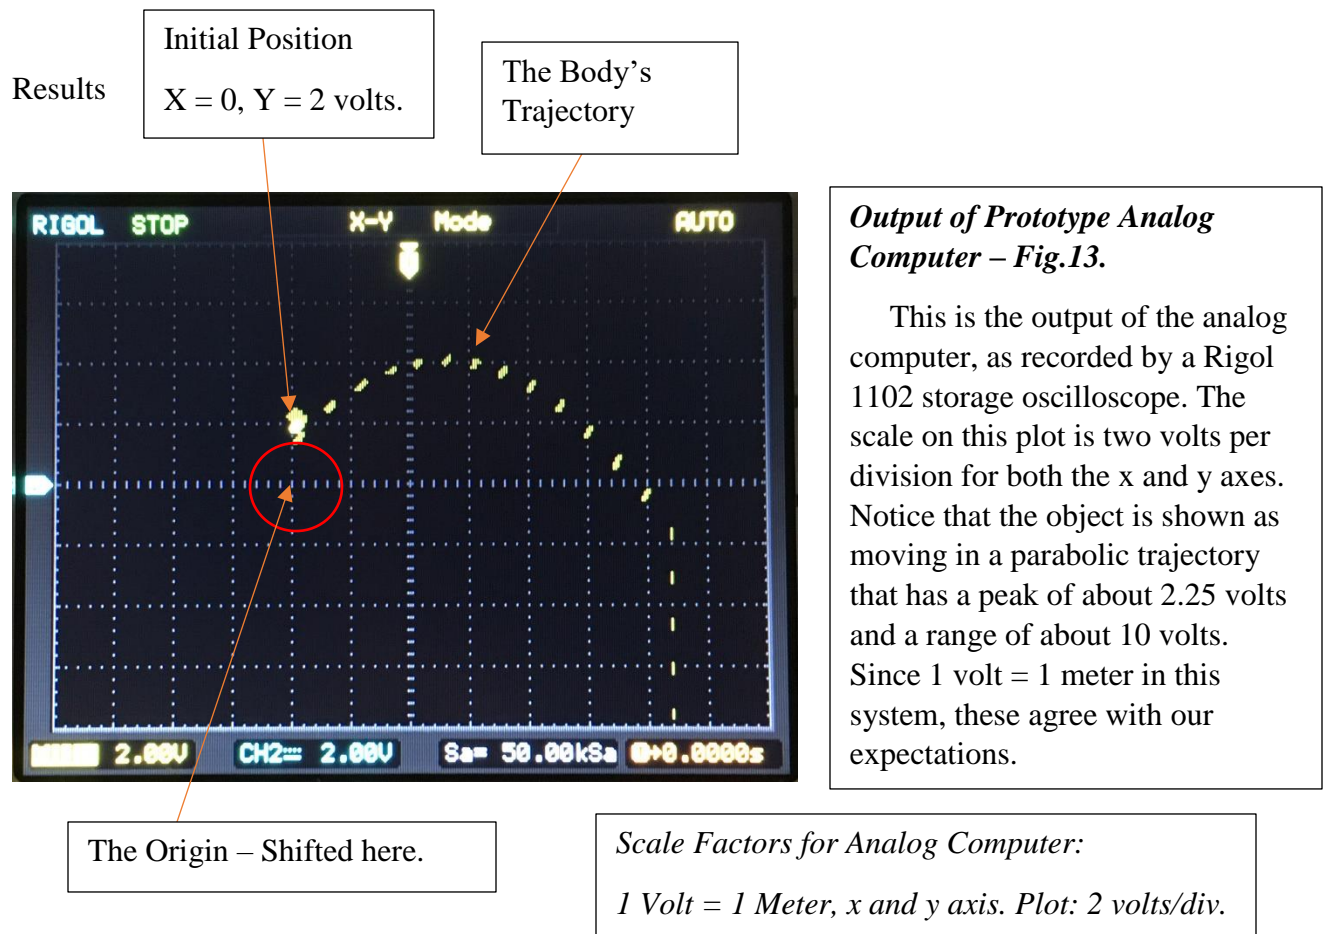 Initial Position
X = 0, Y = 2 volts.
Results
The Body's
Trajectory
RIGOL STOP X-Y Mode AUTO
2.00V CH2 2.00V Sa= 50.00kSa 0.0000s
Output of Prototype Analog
Computer – Fig.13.
This is the output of the analog
computer, as recorded by a Rigol
1102 storage oscilloscope. The
scale on this plot is two volts per
division for both the x and y axes.
Notice that the object is shown as
moving in a parabolic trajectory
that has a peak of about 2.25 volts
and a range of about 10 volts.
Since 1 volt = 1 meter in this
system, these agree with our
expectations.
The Origin – Shifted here.
Scale Factors for Analog Computer:
1 Volt = 1 Meter, x and y axis. Plot: 2 volts/div.